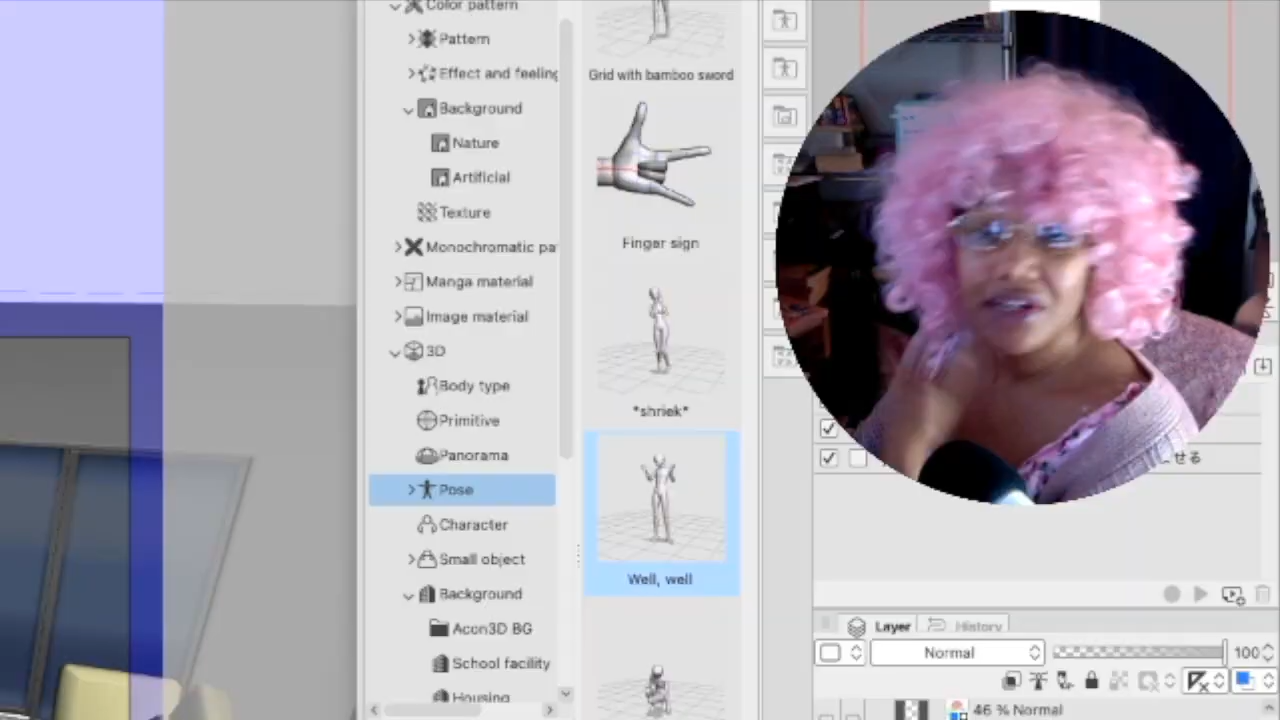 Color pattern
Pattern
Effect and feeling
Background
Nature
Artificial
Texture
Monochromatic pa
Manga material
Image material
3D
Body type
Primitive
Panorama
Pose
Character
Small object
Background
Acon3D BG
School facility
Housing
Grid with bamboo sword
Finger sign
*shriek*
Well, well
せる
Layer
History
Normal
100
46 % Normal